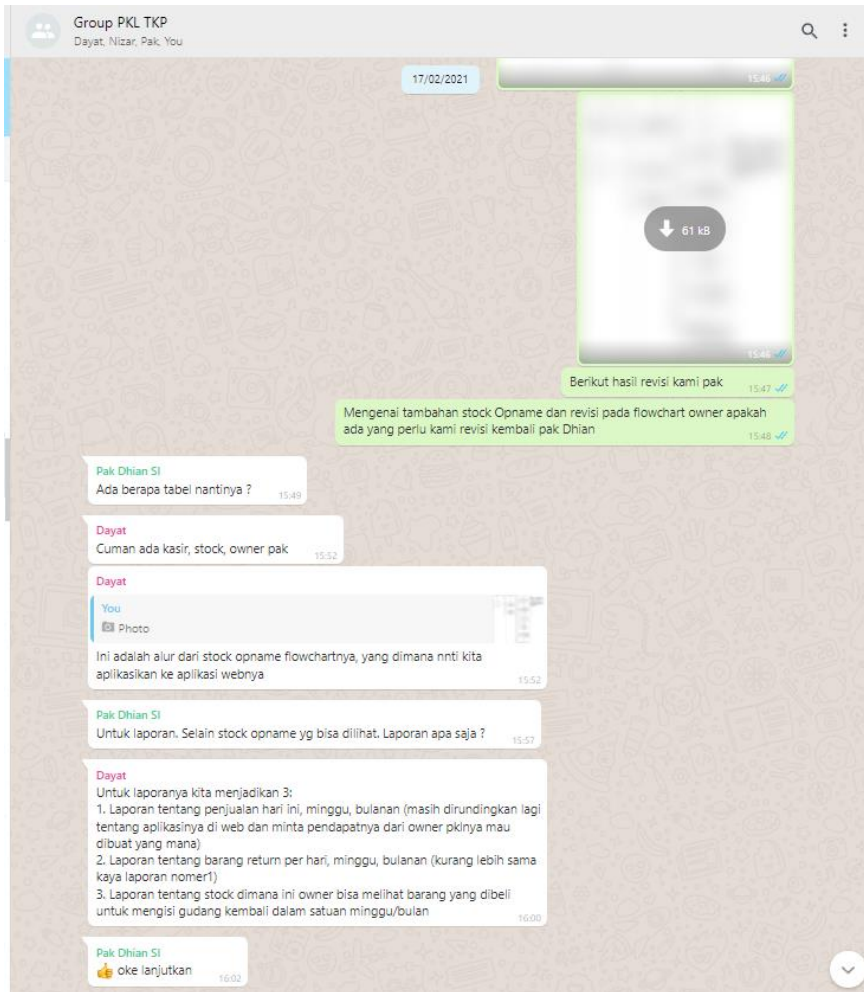 Group PKL TKP
Dayat, Nizar, Pak, You
17/02/2021
15:46
61 kB
15:46
Berikut hasil revisi kami pak
15:47
Mengenai tambahan stock Opname dan revisi pada flowchart owner apakah
ada yang perlu kami revisi kembali pak Dhian
15:48
Pak Dhian SI
Ada berapa tabel nantinya ?
15:49
Dayat
Cuman ada kasir, stock, owner pak
15:52
Dayat
You
Photo
Ini adalah alur dari stock opname flowchartnya, yang dimana nnti kita
aplikasikan ke aplikasi webnya
15:52
Pak Dhian SI
Untuk laporan. Selain stock opname yg bisa dilihat. Laporan apa saja ?
15:57
Dayat
Untuk laporanya kita menjadikan 3:
1. Laporan tentang penjualan hari ini, minggu, bulanan (masih dirundingkan lagi
tentang aplikasinya di web dan minta pendapatnya dari owner pklnya mau
dibuat yang mana)
2. Laporan tentang barang return per hari, minggu, bulanan (kurang lebih sama
kaya laporan nomer1)
3. Laporan tentang stock dimana ini owner bisa melihat barang yang dibeli
untuk mengisi gudang kembali dalam satuan minggu/bulan
16:00
Pak Dhian SI
👍 oke lanjutkan
16:02